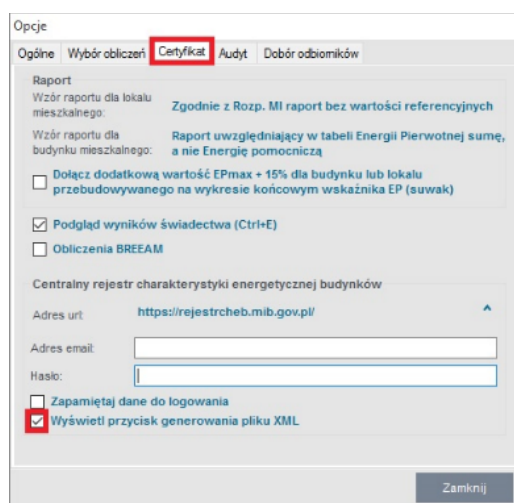 Opcje
Ogólne Wybór obliczeń Certyfikat Audyt Dobór odbiorników
Raport
Wzór raportu dla lokalu
mieszkalnego:
Zgodnie z Rozp. MI raport bez wartości referencyjnych
Wzór raportu dla
budynku mieszkalnego:
Raport uwzględniający w tabeli Energii Pierwotnej sumę,
a nie Energię pomocniczą
Dołącz dodatkową wartość EPmax + 15% dla budynku lub lokalu
przebudowywanego na wykresie końcowym wskaźnika EP (suwak)
Podgląd wyników świadectwa (Ctrl+E)
Obliczenia BREEAM
Centralny rejestr charakterystyki energetycznej budynków
Adres url: https://rejestrcheb.mib.gov.pl/
Adres email:
Hasło:
Zapamiętaj dane do logowania
Wyświetl przycisk generowania pliku XML
Zamknij